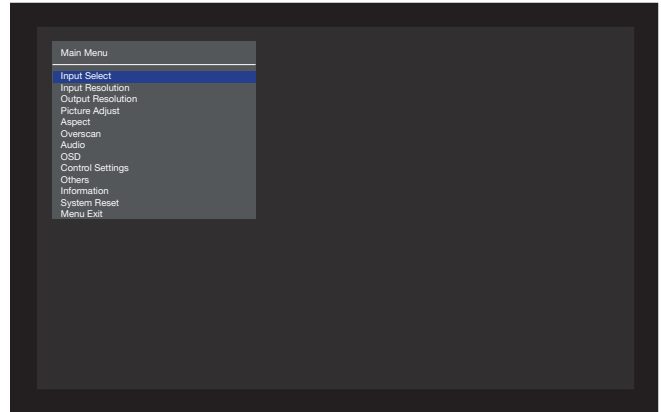 Main Menu
Input Select
Input Resolution
Output Resolution
Picture Adjust
Aspect
Overscan
Audio
OSD
Control Settings
Others
Information
System Reset
Menu Exit